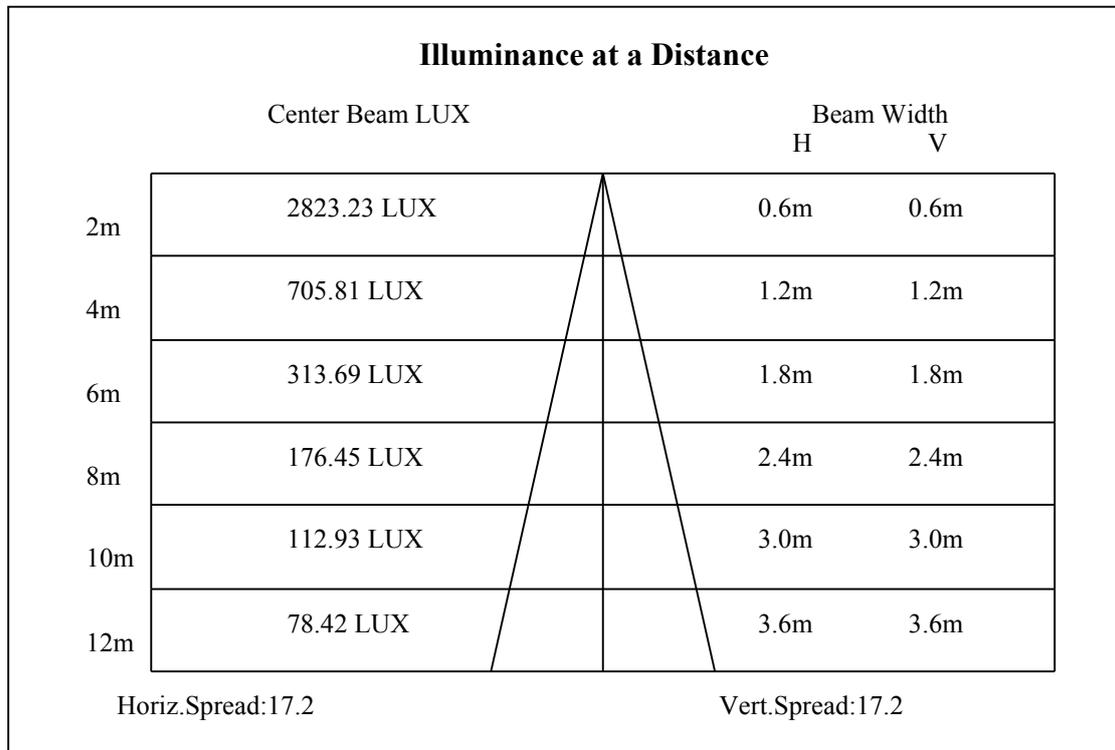 Illuminance at a Distance
Center Beam LUX Beam Width
H V
2m 2823.23 LUX 0.6m 0.6m
4m 705.81 LUX 1.2m 1.2m
6m 313.69 LUX 1.8m 1.8m
8m 176.45 LUX 2.4m 2.4m
10m 112.93 LUX 3.0m 3.0m
12m 78.42 LUX 3.6m 3.6m
Horiz.Spread:17.2 Vert.Spread:17.2